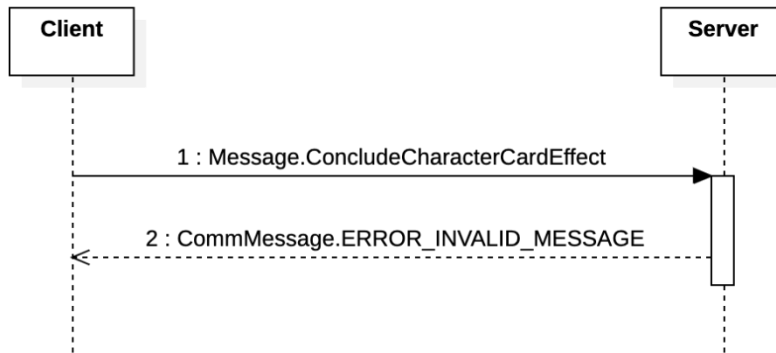 Client
Server
1 : Message.ConcludeCharacterCardEffect
2 : CommMessage.ERROR_INVALID_MESSAGE